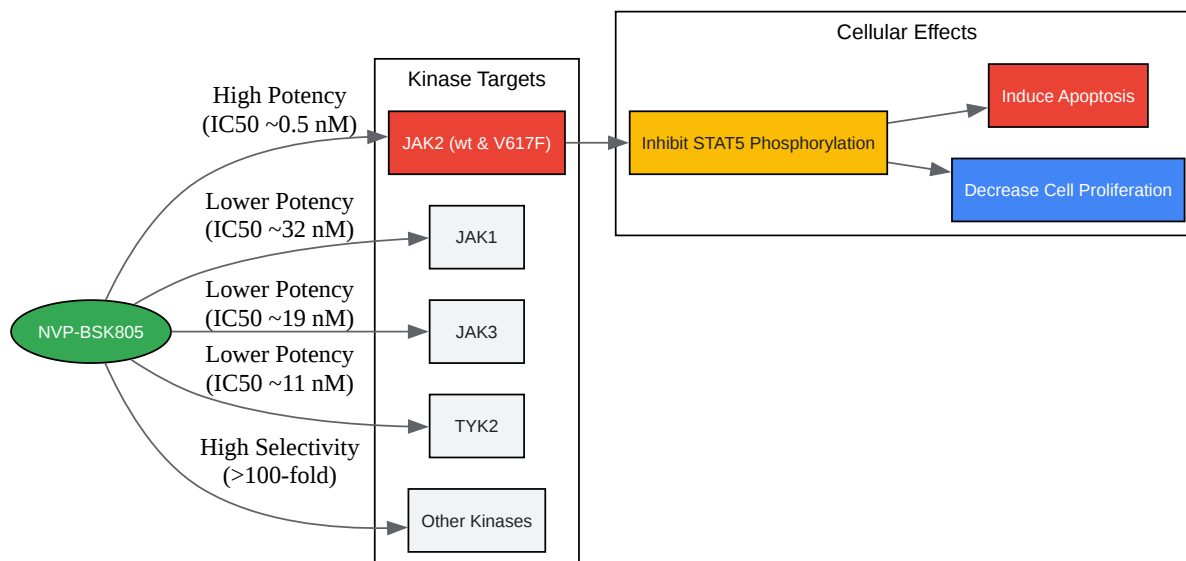 Cellular Effects
Kinase Targets
High Potency
(IC50 ~0.5 nM)
JAK2 (wt & V617F)
Inhibit STAT5 Phosphorylation
Induce Apoptosis
Decrease Cell Proliferation
Lower Potency
(IC50 ~32 nM)
JAK1
NVP-BSK805
Lower Potency
(IC50 ~19 nM)
JAK3
Lower Potency
(IC50 ~11 nM)
TYK2
High Selectivity
(>100-fold)
Other Kinases